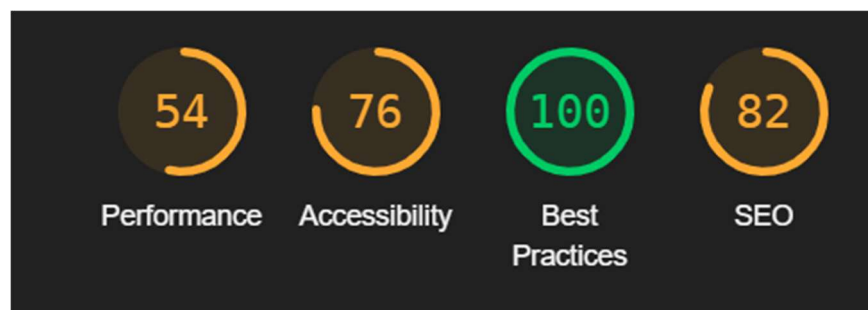 54
76
100
82
Performance
Accessibility
Best
Practices
SEO